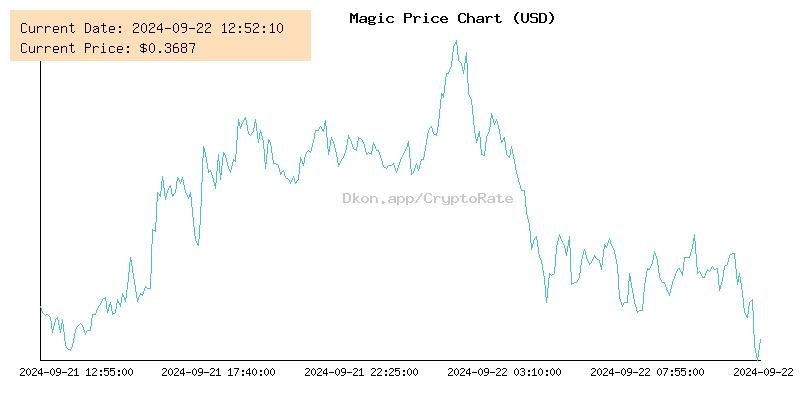 Magic Price Chart (USD)
Current Date: 2024-09-22 12:52:10
Current Price: $0.3687
Dkon.app/CryptoRate
2024-09-21 12:55:00 2024-09-21 17:40:00 2024-09-21 22:25:00 2024-09-22 03:10:00 2024-09-22 07:55:00 2024-09-22